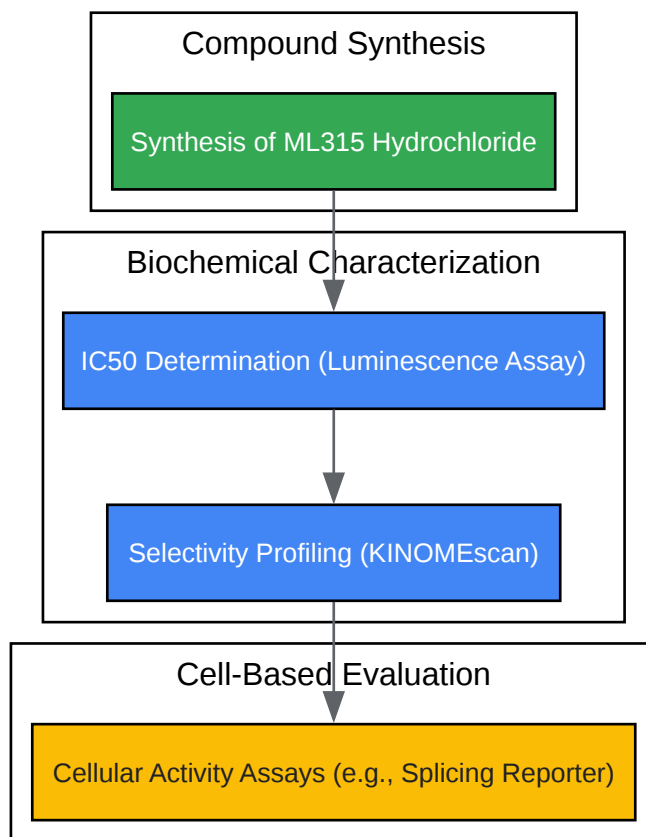 Compound Synthesis
Synthesis of ML315 Hydrochloride
Biochemical Characterization
IC50 Determination (Luminescence Assay)
Selectivity Profiling (KINOMEscan)
Cell-Based Evaluation
Cellular Activity Assays (e.g., Splicing Reporter)